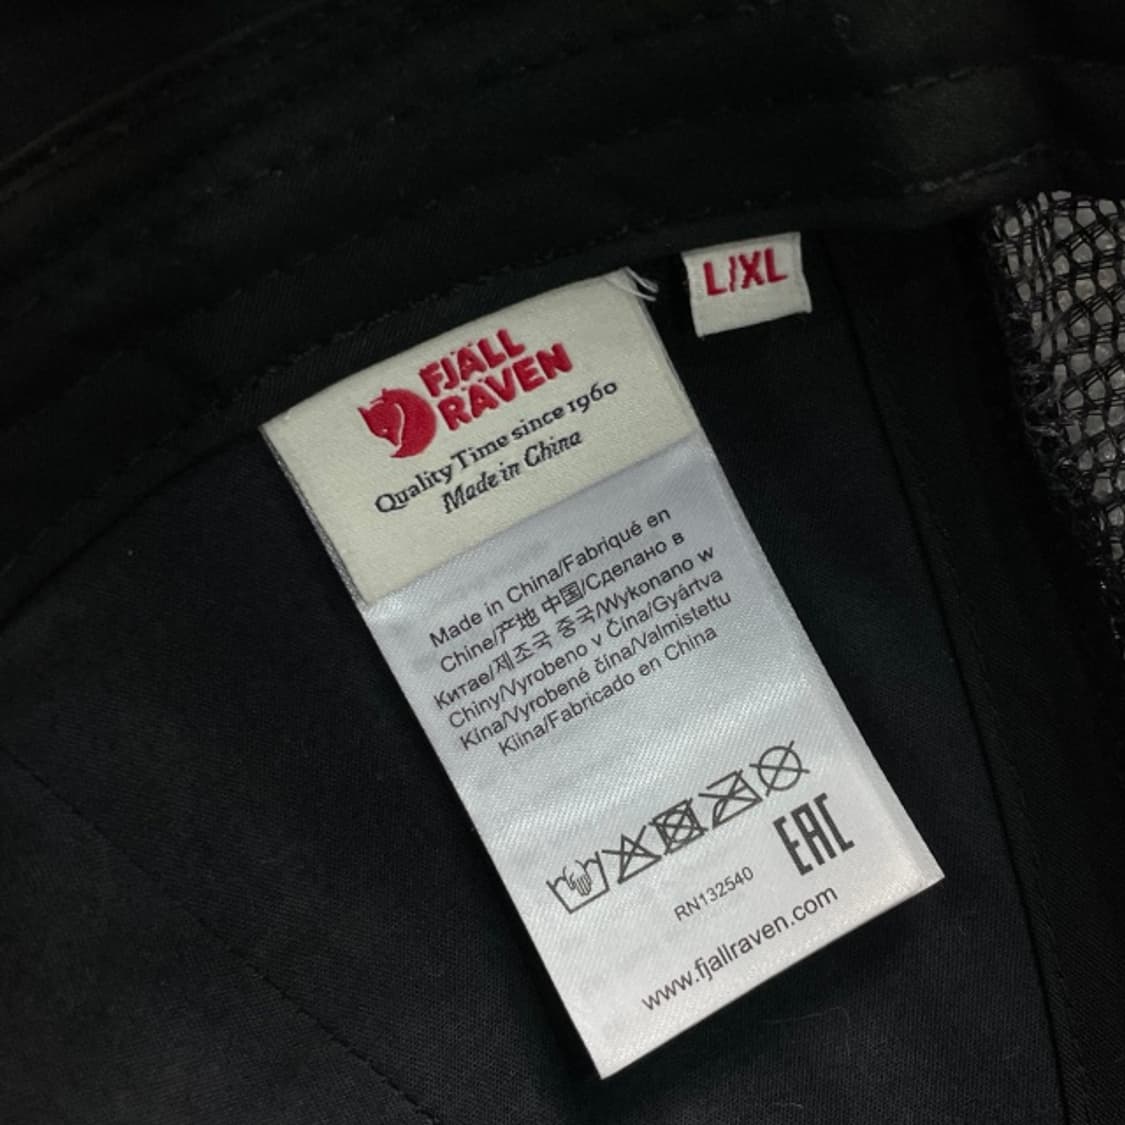 L/XL
FJÄLL
RÄVEN
Quality Time since 1960
Made in China
Made in China/Fabriqué en
Chine/产地 中国/Сделано в
Китае/제조국 중국/Wykonano w
Chiny/Vyrobeno v Čína/Gyártva
Kína/Vyrobené čína/Valmistettu
Kiina/Fabricado en China
EAC
RN132540
www.fjallraven.com